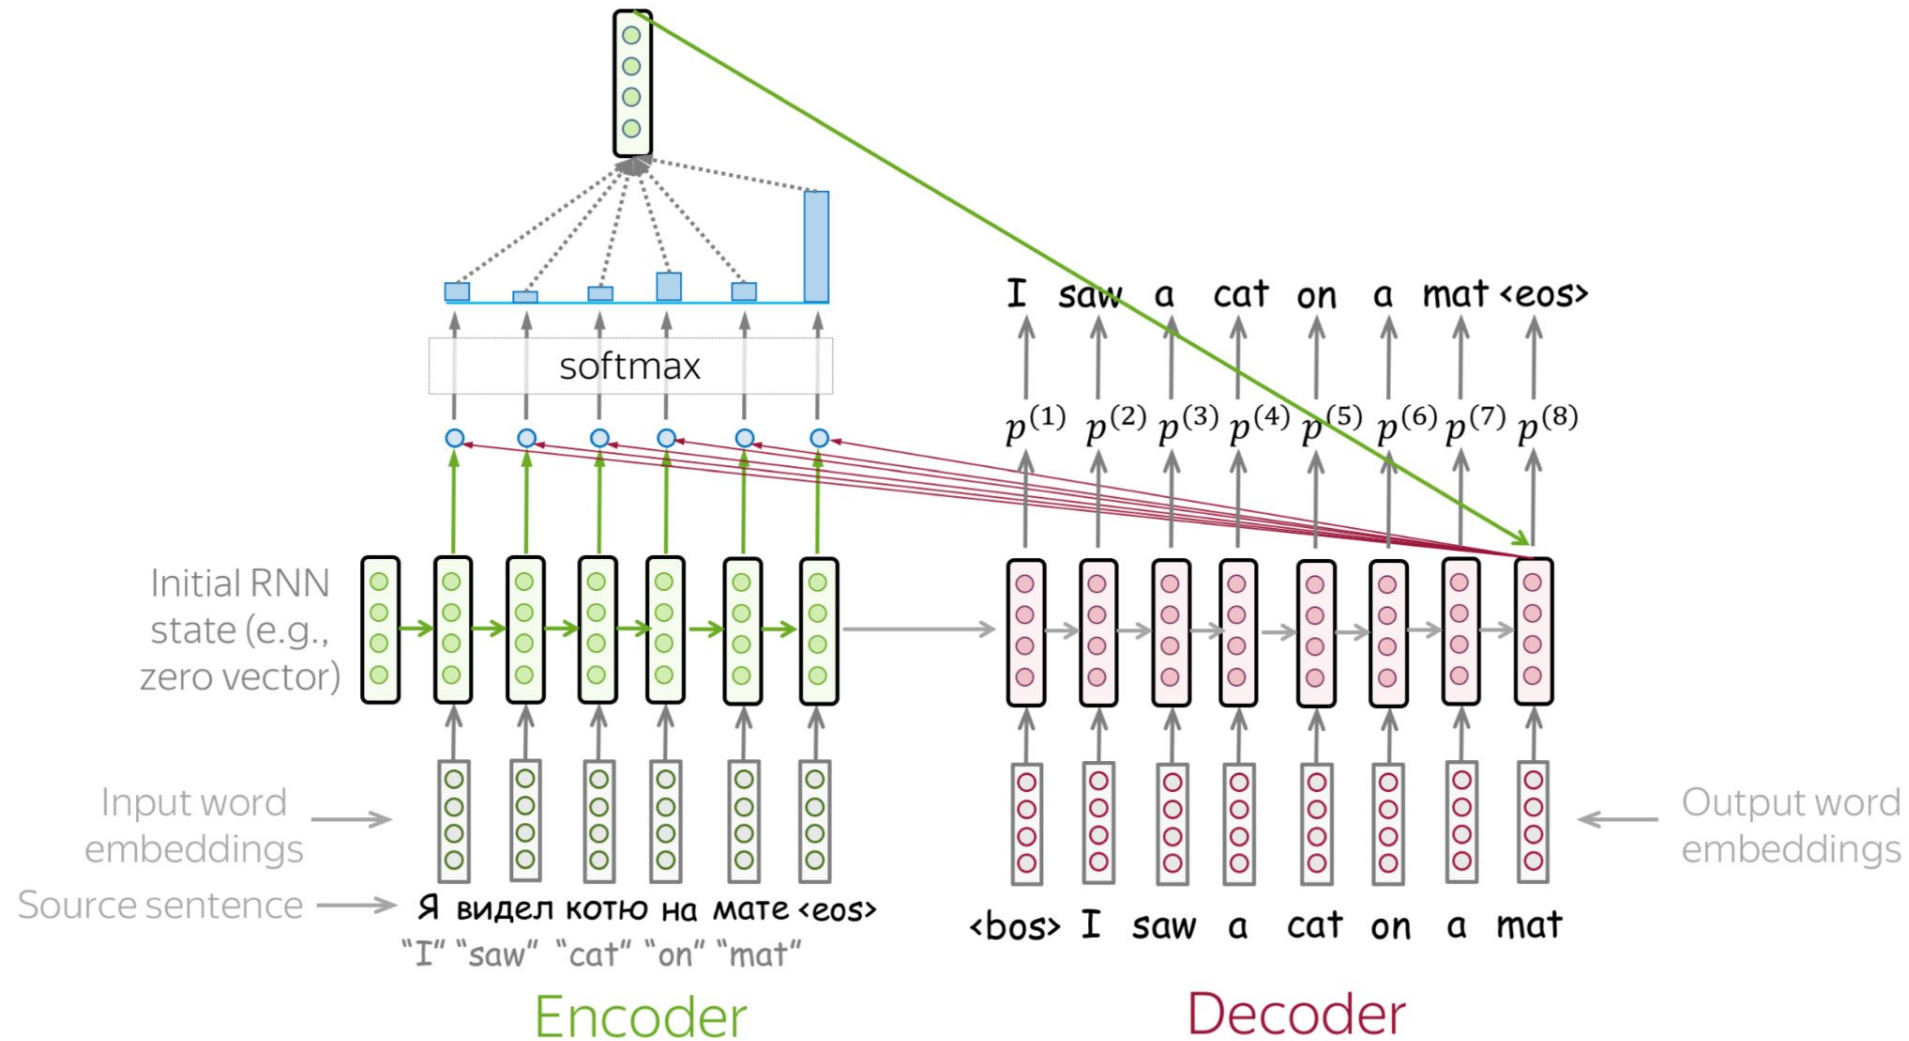 I saw a cat on a mat <eos>
softmax
p(1) p(2) p(3) p(4) p(5) p(6) p(7) p(8)
Initial RNN
state (e.g.,
zero vector)
Input word
embeddings
Output word
embeddings
Source sentence
Я видел котю на мате <eos>
“I” “saw” “cat” “on” “mat”
<bos> I saw a cat on a mat
Encoder
Decoder